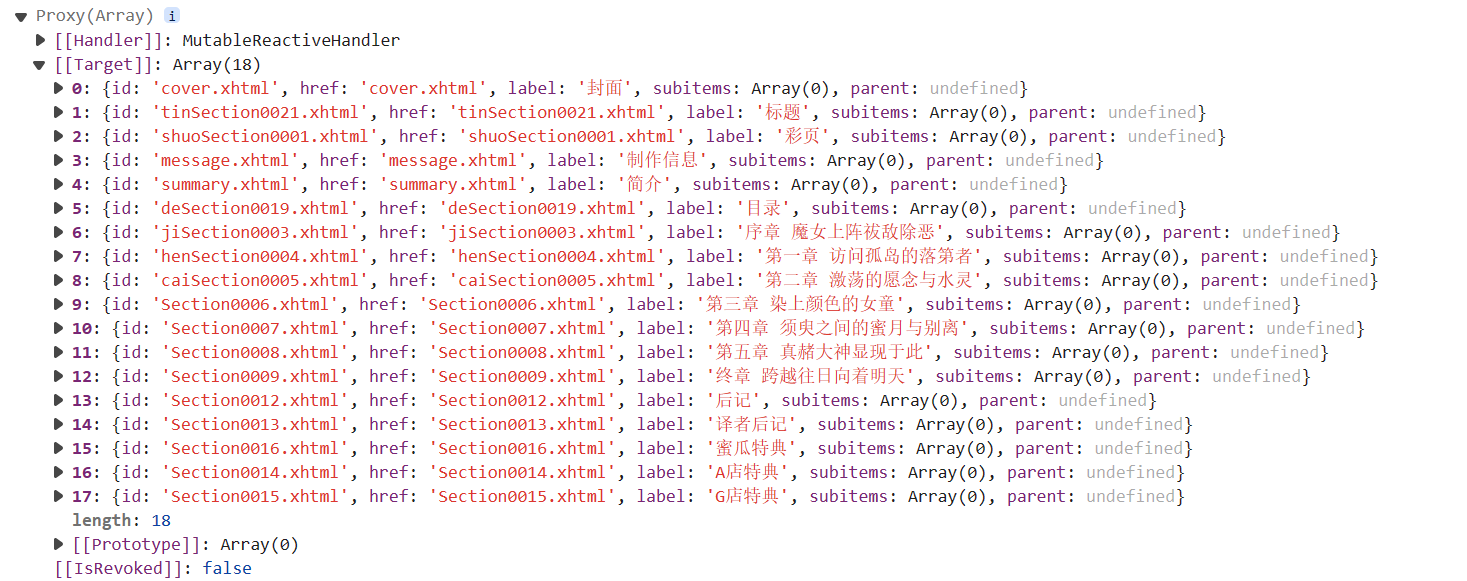 Proxy(Array) i
[[Handler]]: MutableReactiveHandler
[[Target]]: Array(18)
0: {id: 'cover.xhtml', href: 'cover.xhtml', label: '封面', subitems: Array(0), parent: undefined}
1: {id: 'tinSection0021.xhtml', href: 'tinSection0021.xhtml', label: '标题', subitems: Array(0), parent: undefined}
2: {id: 'shuoSection0001.xhtml', href: 'shuoSection0001.xhtml', label: '彩页', subitems: Array(0), parent: undefined}
3: {id: 'message.xhtml', href: 'message.xhtml', label: '制作信息', subitems: Array(0), parent: undefined}
4: {id: 'summary.xhtml', href: 'summary.xhtml', label: '简介', subitems: Array(0), parent: undefined}
5: {id: 'deSection0019.xhtml', href: 'deSection0019.xhtml', label: '目录', subitems: Array(0), parent: undefined}
6: {id: 'jiSection0003.xhtml', href: 'jiSection0003.xhtml', label: '序章 魔女上阵祓敌除恶', subitems: Array(0), parent: undefined}
7: {id: 'henSection0004.xhtml', href: 'henSection0004.xhtml', label: '第一章 访问孤岛的落第者', subitems: Array(0), parent: undefined}
8: {id: 'caiSection0005.xhtml', href: 'caiSection0005.xhtml', label: '第二章 激荡的愿念与水灵', subitems: Array(0), parent: undefined}
9: {id: 'Section0006.xhtml', href: 'Section0006.xhtml', label: '第三章 染上颜色的女童', subitems: Array(0), parent: undefined}
10: {id: 'Section0007.xhtml', href: 'Section0007.xhtml', label: '第四章 须臾之间的蜜月与别离', subitems: Array(0), parent: undefined}
11: {id: 'Section0008.xhtml', href: 'Section0008.xhtml', label: '第五章 真赭大神显现于此', subitems: Array(0), parent: undefined}
12: {id: 'Section0009.xhtml', href: 'Section0009.xhtml', label: '终章 跨越往日向着明天', subitems: Array(0), parent: undefined}
13: {id: 'Section0012.xhtml', href: 'Section0012.xhtml', label: '后记', subitems: Array(0), parent: undefined}
14: {id: 'Section0013.xhtml', href: 'Section0013.xhtml', label: '译者后记', subitems: Array(0), parent: undefined}
15: {id: 'Section0016.xhtml', href: 'Section0016.xhtml', label: '蜜瓜特典', subitems: Array(0), parent: undefined}
16: {id: 'Section0014.xhtml', href: 'Section0014.xhtml', label: 'A店特典', subitems: Array(0), parent: undefined}
17: {id: 'Section0015.xhtml', href: 'Section0015.xhtml', label: 'G店特典', subitems: Array(0), parent: undefined}
length: 18
[[Prototype]]: Array(0)
[[IsRevoked]]: false